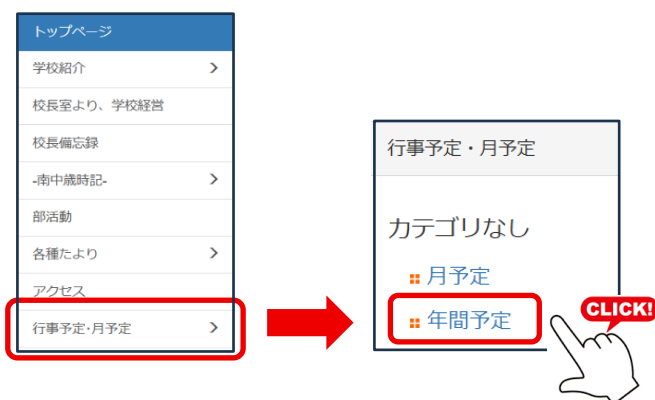 トップページ
学校紹介
校長室より、学校経営
校長備忘録
-南中歳時記-
部活動
各種たより
アクセス
行事予定･月予定
行事予定・月予定
カテゴリなし
月予定
年間予定
CLICK!